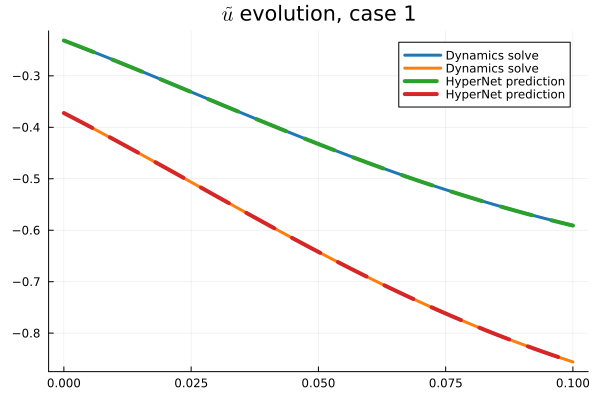 ũ evolution, case 1
Dynamics solve
Dynamics solve
HyperNet prediction
HyperNet prediction
−0.3
−0.4
−0.5
−0.6
−0.7
−0.8
0.000 0.025 0.050 0.075 0.100